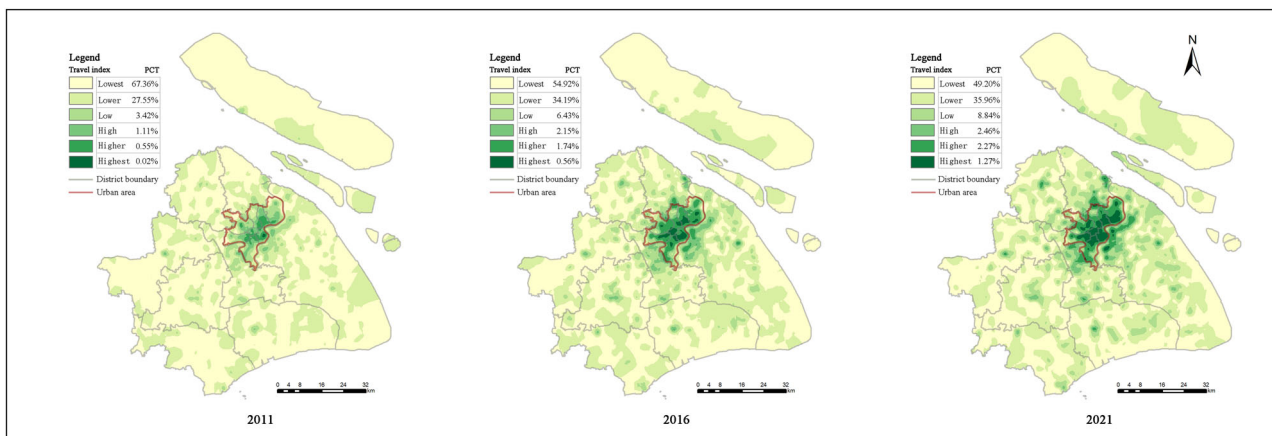 Legend
Travel index PCT
Lowest 67.36%
Lower 27.55%
Low 3.42%
High 1.11%
Higher 0.55%
Highest 0.02%
District boundary
Urban area
0 4 8 16 24 32
km
2011
Legend
Travel index PCT
Lowest 54.92%
Lower 34.19%
Low 6.43%
High 2.15%
Higher 1.74%
Highest 0.56%
District boundary
Urban area
0 4 8 16 24 32
km
2016
N
Legend
Travel index PCT
Lowest 49.20%
Lower 35.96%
Low 8.84%
High 2.46%
Higher 2.27%
Highest 1.27%
District boundary
Urban area
0 4 8 16 24 32
km
2021